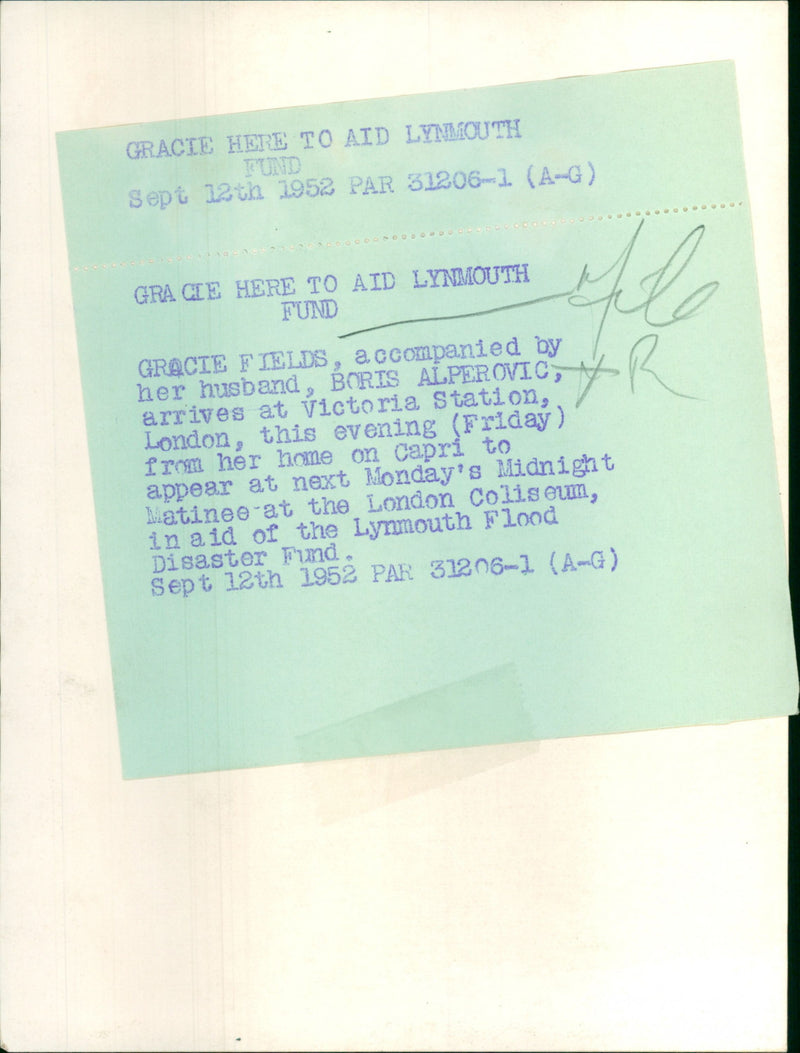 GRACIE HERE TO AID LYNMOUTH
FUND
Sept 12th 1952 PAR 31206-1 (A-G)
GRACIE HERE TO AID LYNMOUTH
FUND
File
GRACIE FIELDS, accompanied by
her husband, BORIS ALPEROVIC,
+ R
arrives at Victoria Station,
London, this evening (Friday)
from her home on Capri to
appear at next Monday's Midnight
Matinee at the London Coliseum,
in aid of the Lynmouth Flood
Disaster Fund.
Sept 12th 1952 PAR 31206-1 (A-G)